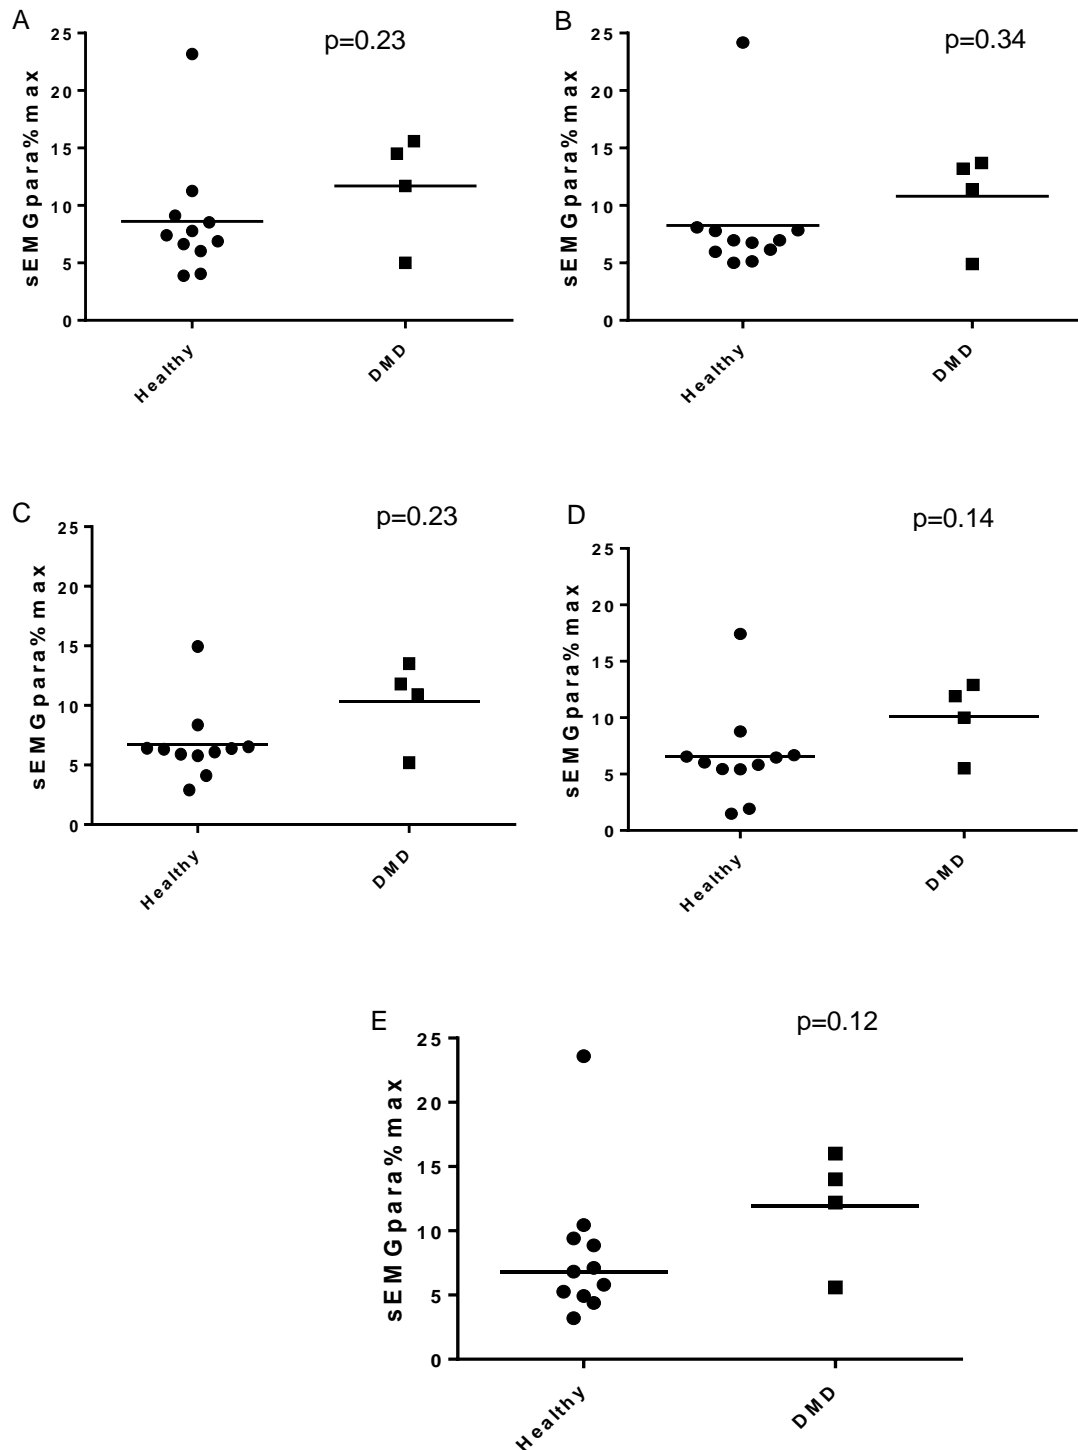 A
p=0.23
sEMGpara%max
25
20
15
10
5
0
Healthy
DMD
B
p=0.34
sEMGpara%max
25
20
15
10
5
0
Healthy
DMD
C
p=0.23
sEMGpara%max
25
20
15
10
5
0
Healthy
DMD
D
p=0.14
sEMGpara%max
25
20
15
10
5
0
Healthy
DMD
E
p=0.12
sEMGpara%max
25
20
15
10
5
0
Healthy
DMD